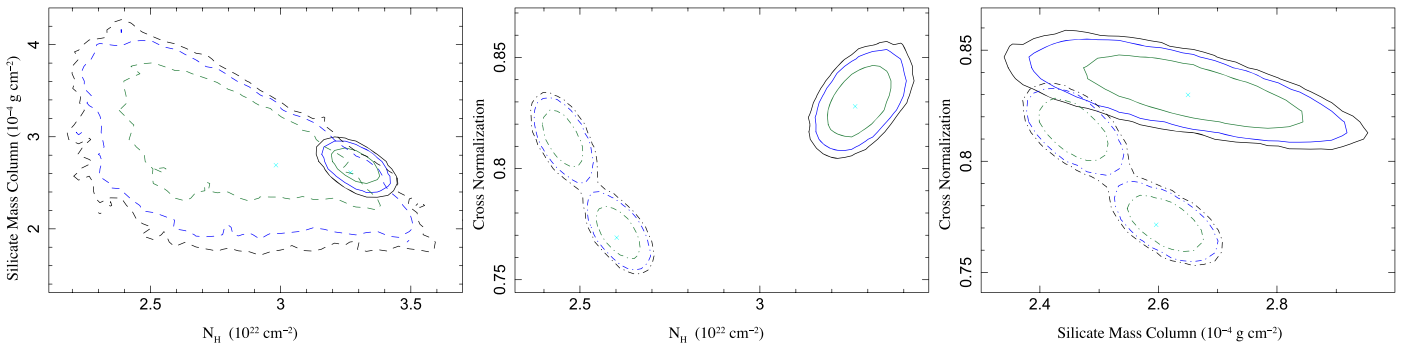 Silicate Mass Column (10⁻⁴ g cm⁻²)
4
3
2
2.5 3 3.5
N_H (10²² cm⁻²)
Cross Normalization
0.85
0.8
0.75
2.5 3
N_H (10²² cm⁻²)
Cross Normalization
0.85
0.8
0.75
2.4 2.6 2.8
Silicate Mass Column (10⁻⁴ g cm⁻²)